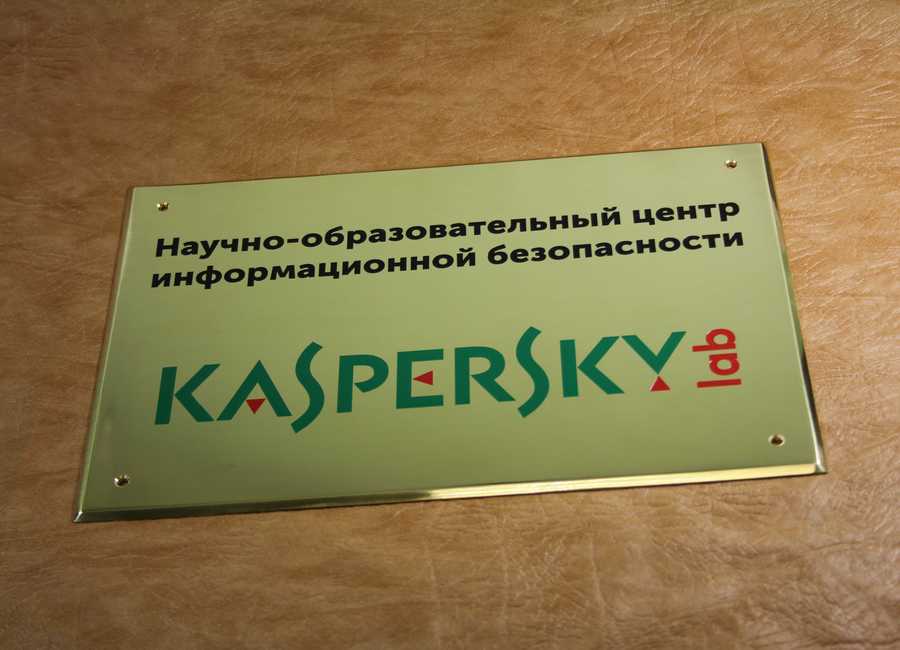 Научно-образовательный центр
информационной безопасности
KASPERSKY lab